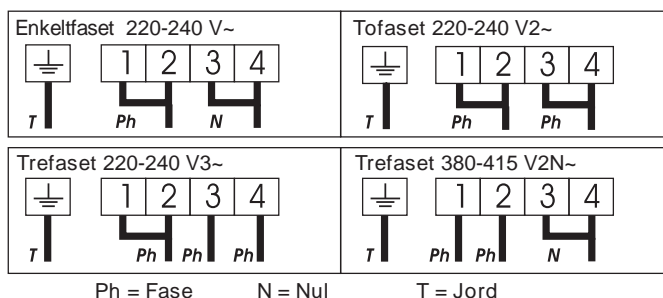 Enkeltfaset 220-240 V~
1 2 3 4
T Ph N
Tofaset 220-240 V2~
1 2 3 4
T Ph Ph
Trefaset 220-240 V3~
1 2 3 4
T Ph Ph Ph
Trefaset 380-415 V2N~
1 2 3 4
T Ph Ph N
Ph = Fase N = Nul T = Jord